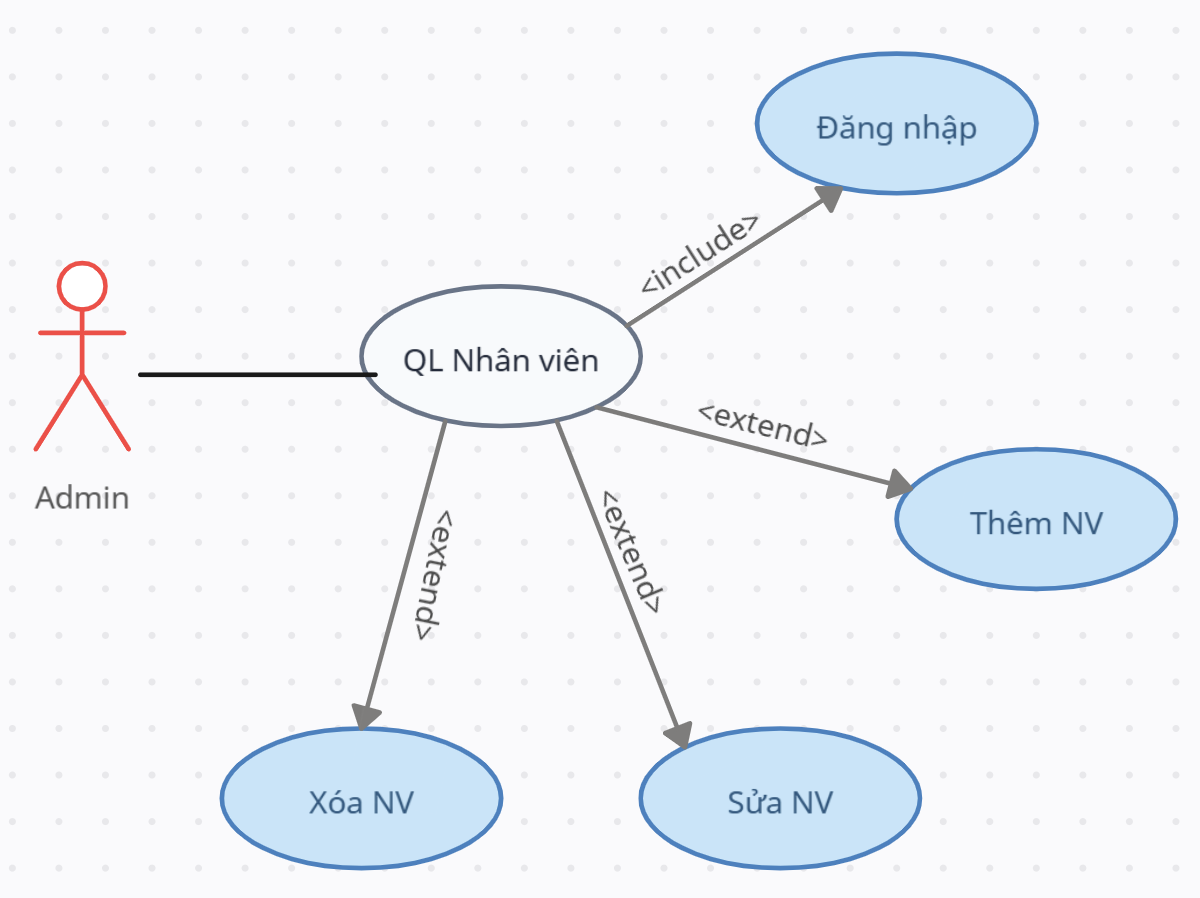 Đăng nhập
<include>
QL Nhân viên
<extend>
Admin
Thêm NV
<extend>
<extend>
Xóa NV
Sửa NV